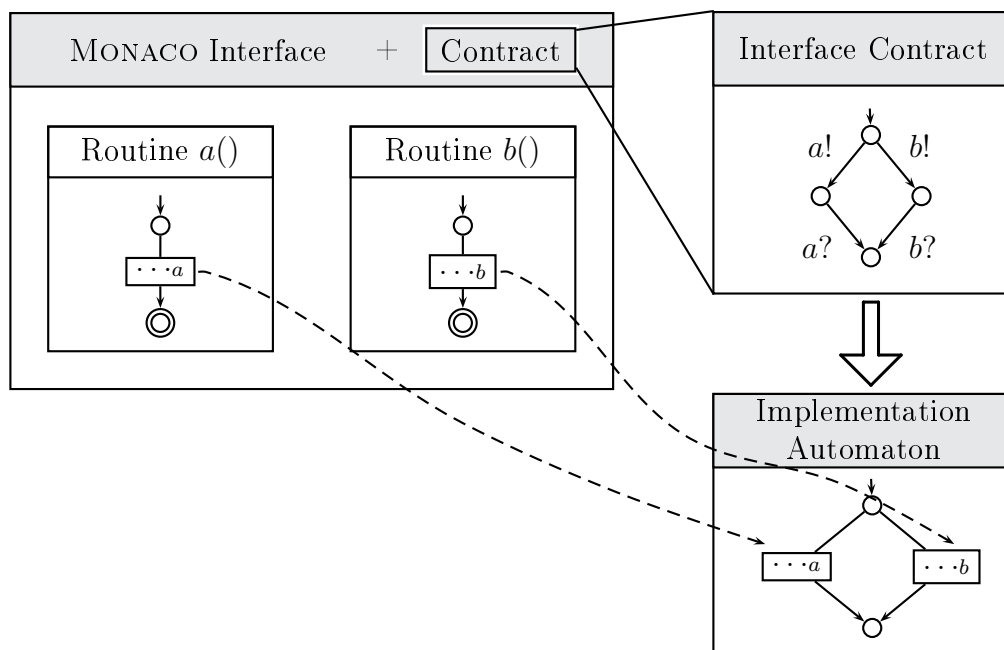 MONACO Interface + Contract
Interface Contract
Routine a()
Routine b()
a! b!
a? b?
· · ·a
· · ·b
Implementation
Automaton
· · ·a
· · ·b